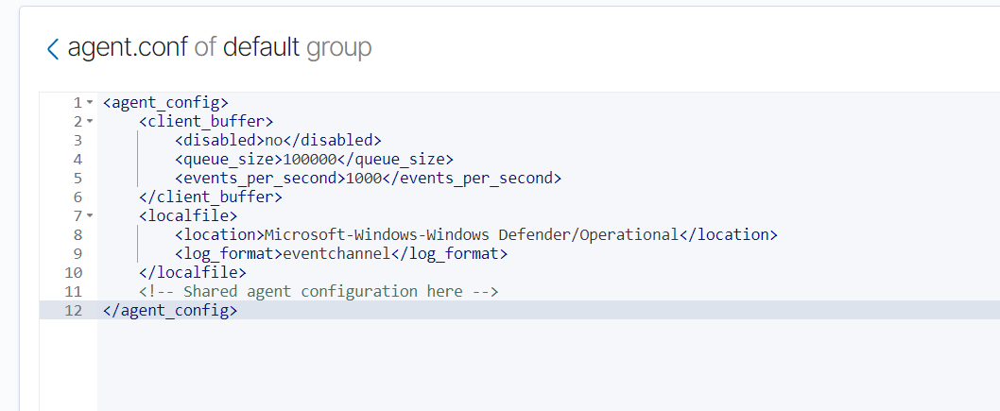 agent.conf of default group
1 <agent_config>
2 <client_buffer>
3 <disabled>no</disabled>
4 <queue_size>100000</queue_size>
5 <events_per_second>1000</events_per_second>
6 </client_buffer>
7 <localfile>
8 <location>Microsoft-Windows-Windows Defender/Operational</location>
9 <log_format>eventchannel</log_format>
10 </localfile>
11 <!-- Shared agent configuration here -->
12 </agent_config>